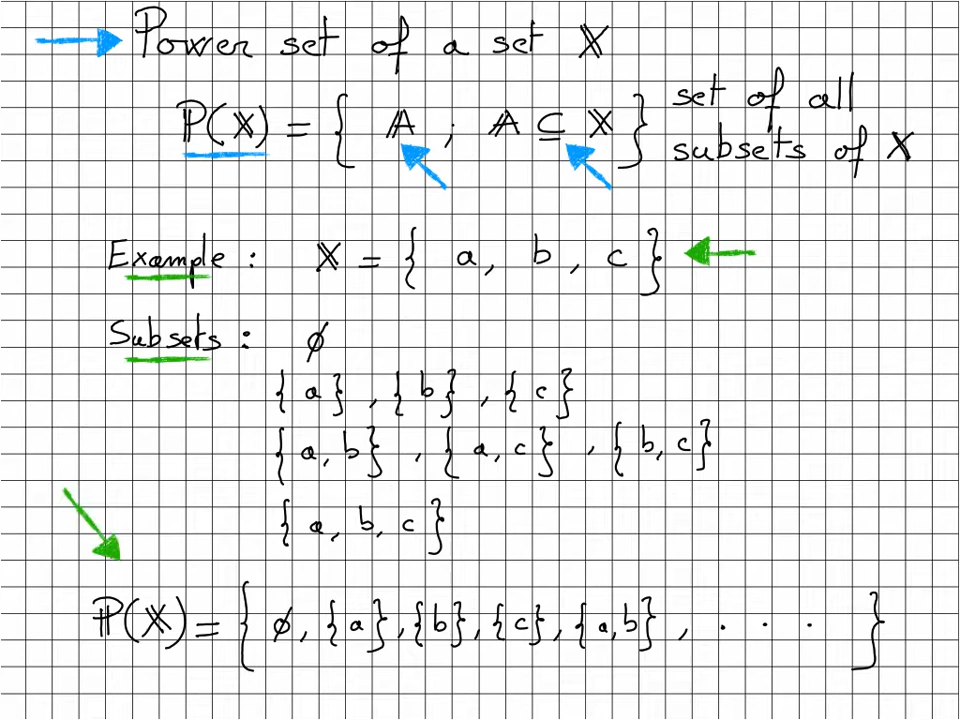 Power set of a set 𝕏
ℙ(𝕏) = { 𝔸 ; 𝔸 ⊆ 𝕏 } set of all subsets of 𝕏
Example : 𝕏 = { a, b, c }
Subsets : ∅
{ a } , { b } , { c }
{ a, b } , { a, c } , { b, c }
{ a, b, c }
ℙ(𝕏) = { ∅, { a }, { b }, { c }, { a, b } , . . . }